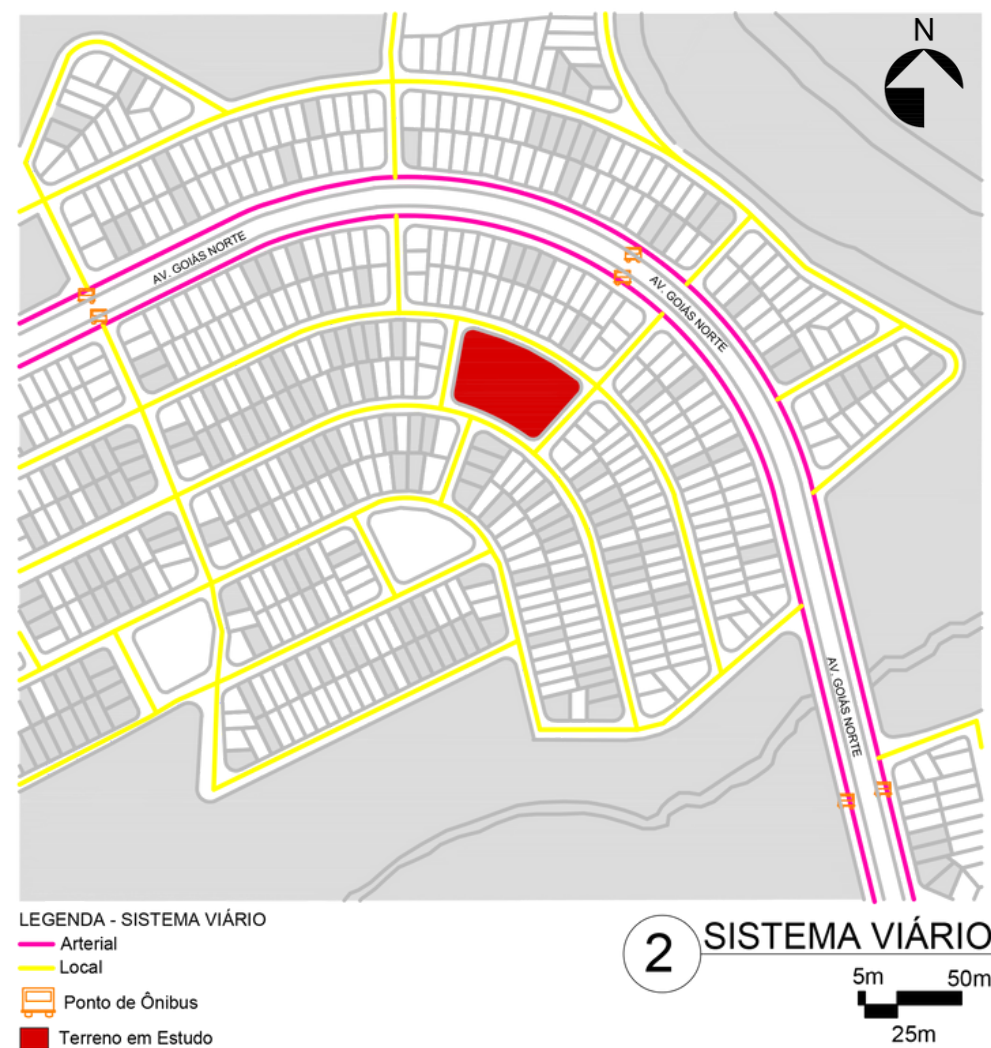 N
AV. GOIÁS NORTE
AV. GOIÁS NORTE
AV. GOIÁS NORTE
LEGENDA - SISTEMA VIÁRIO
Arterial
Local
Ponto de Ônibus
Terreno em Estudo
2
SISTEMA VIÁRIO
5m
50m
25m